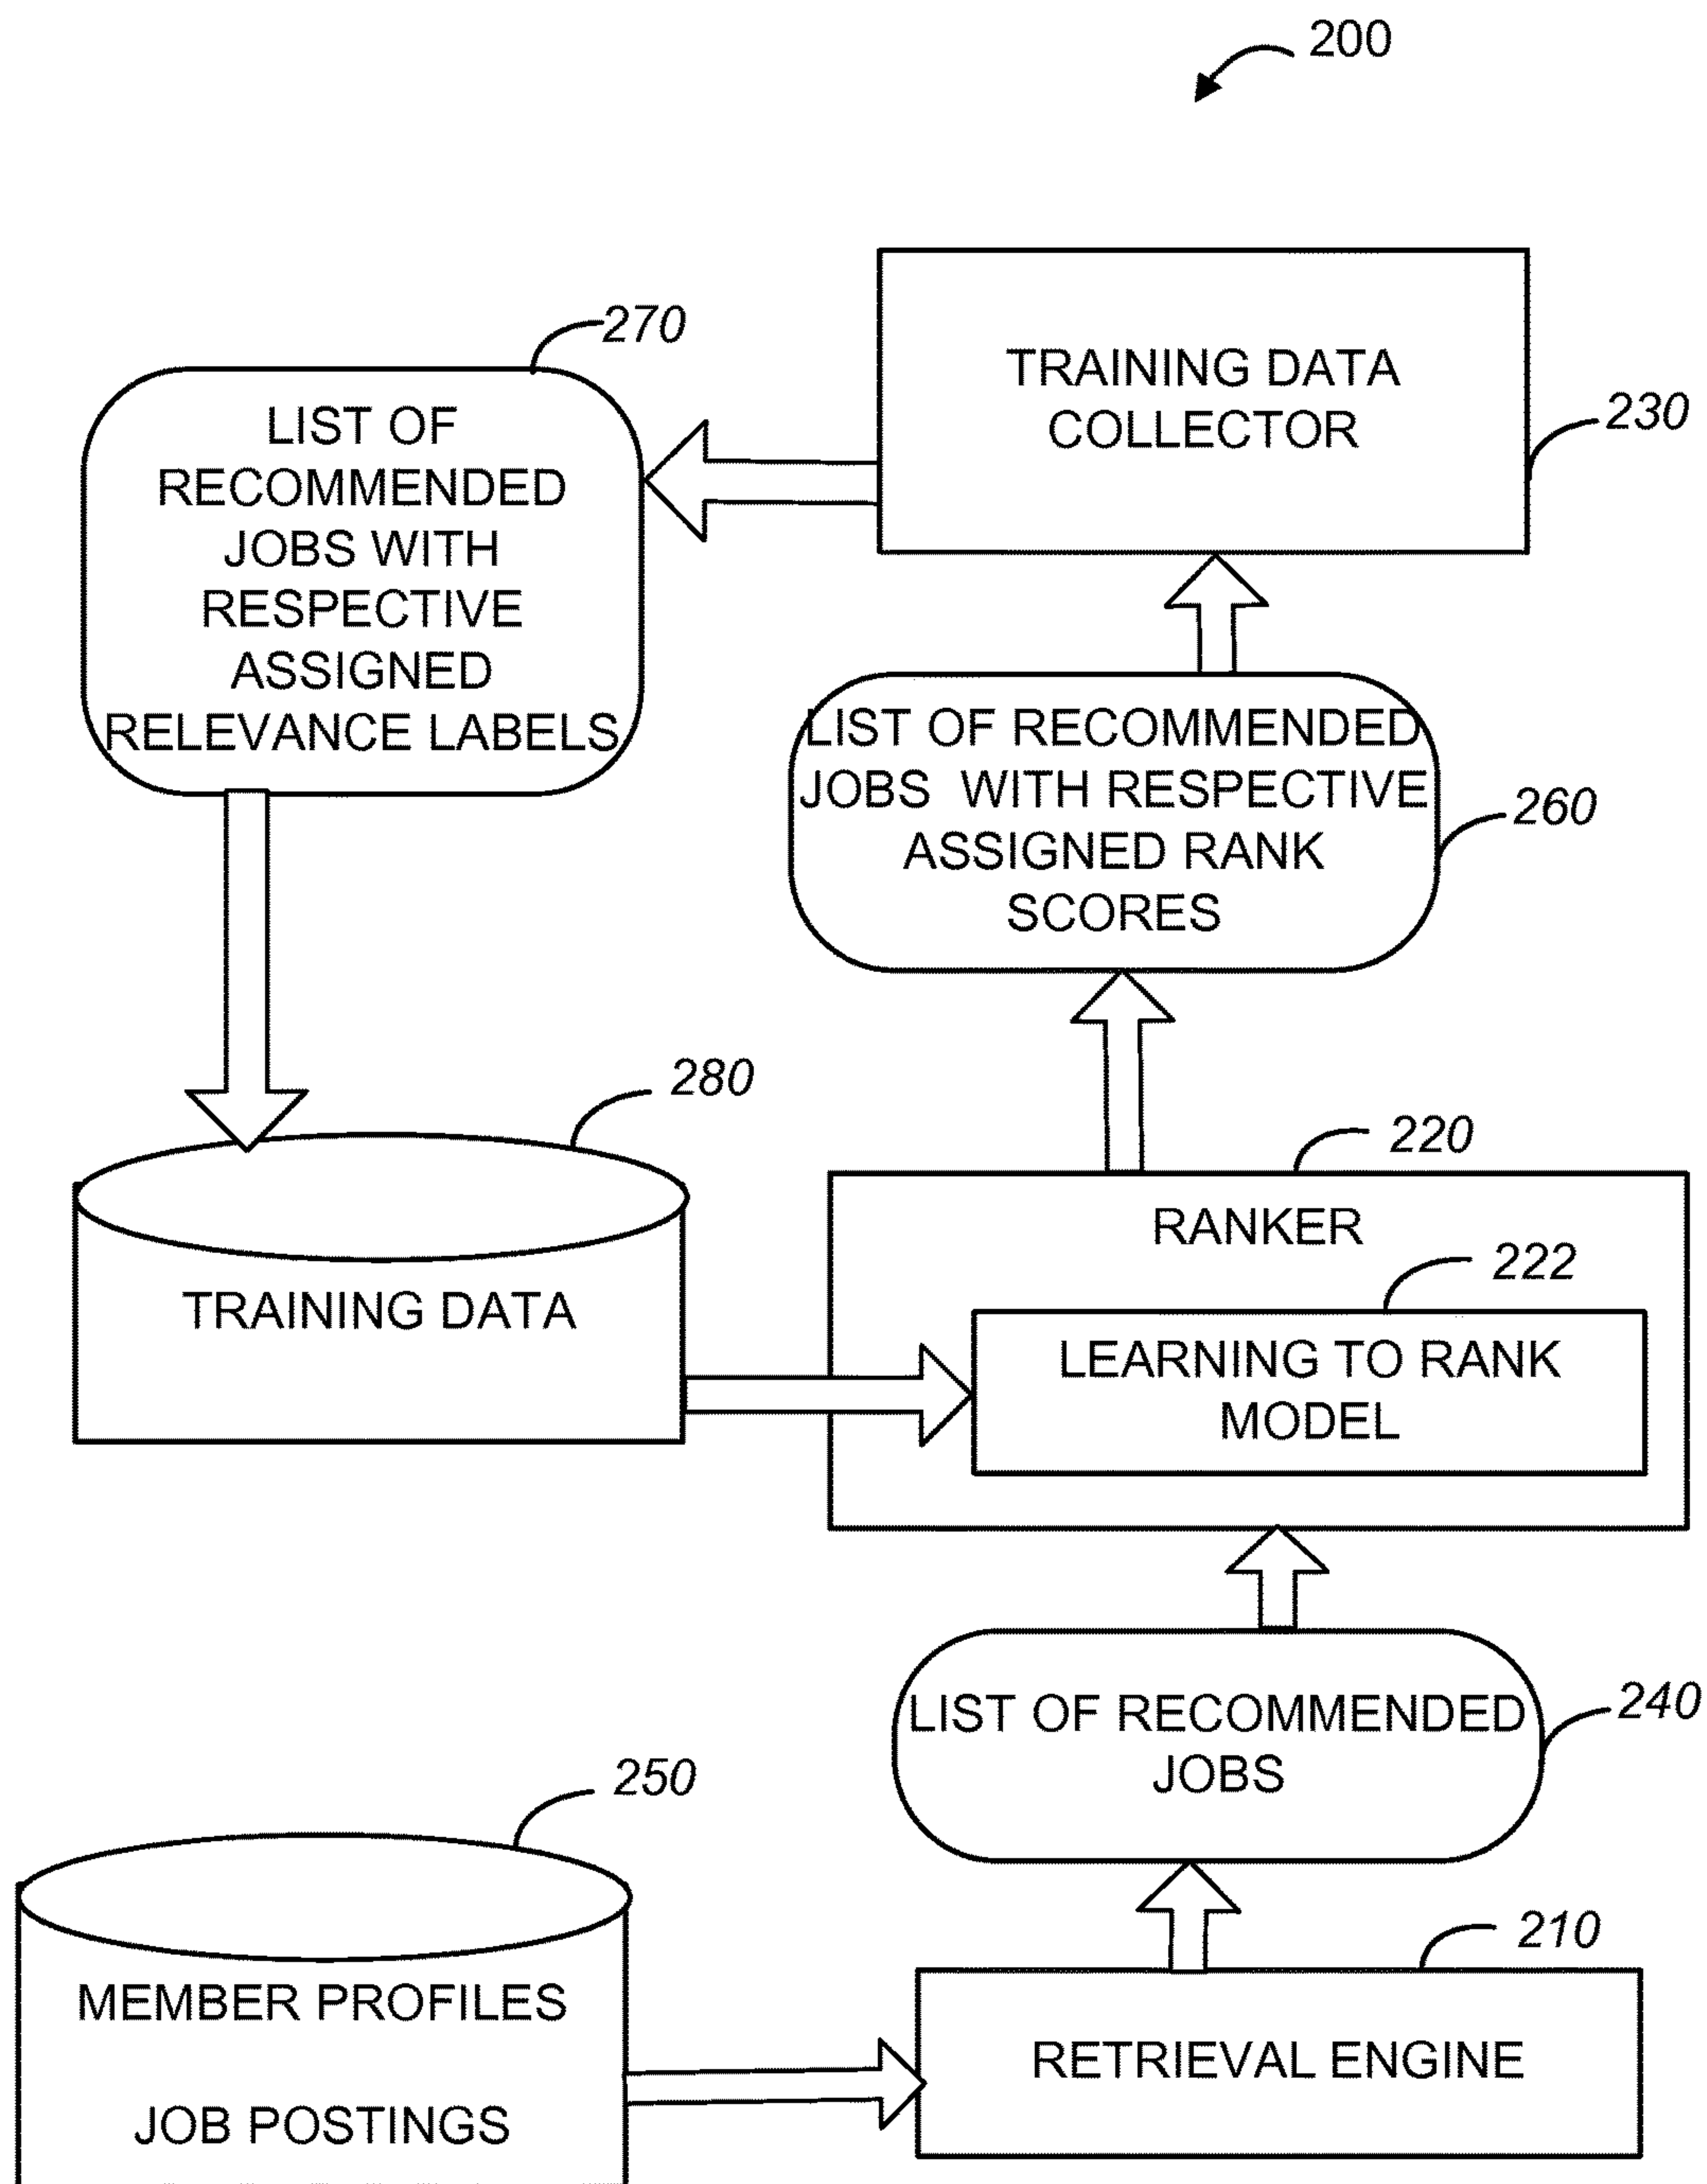 200
270
LIST OF
RECOMMENDED
JOBS WITH
RESPECTIVE
ASSIGNED
RELEVANCE LABELS
TRAINING DATA
COLLECTOR
230
LIST OF RECOMMENDED
JOBS WITH RESPECTIVE
ASSIGNED RANK
SCORES
260
280
TRAINING DATA
220
RANKER
222
LEARNING TO RANK
MODEL
LIST OF RECOMMENDED
JOBS
240
250
MEMBER PROFILES
JOB POSTINGS
210
RETRIEVAL ENGINE